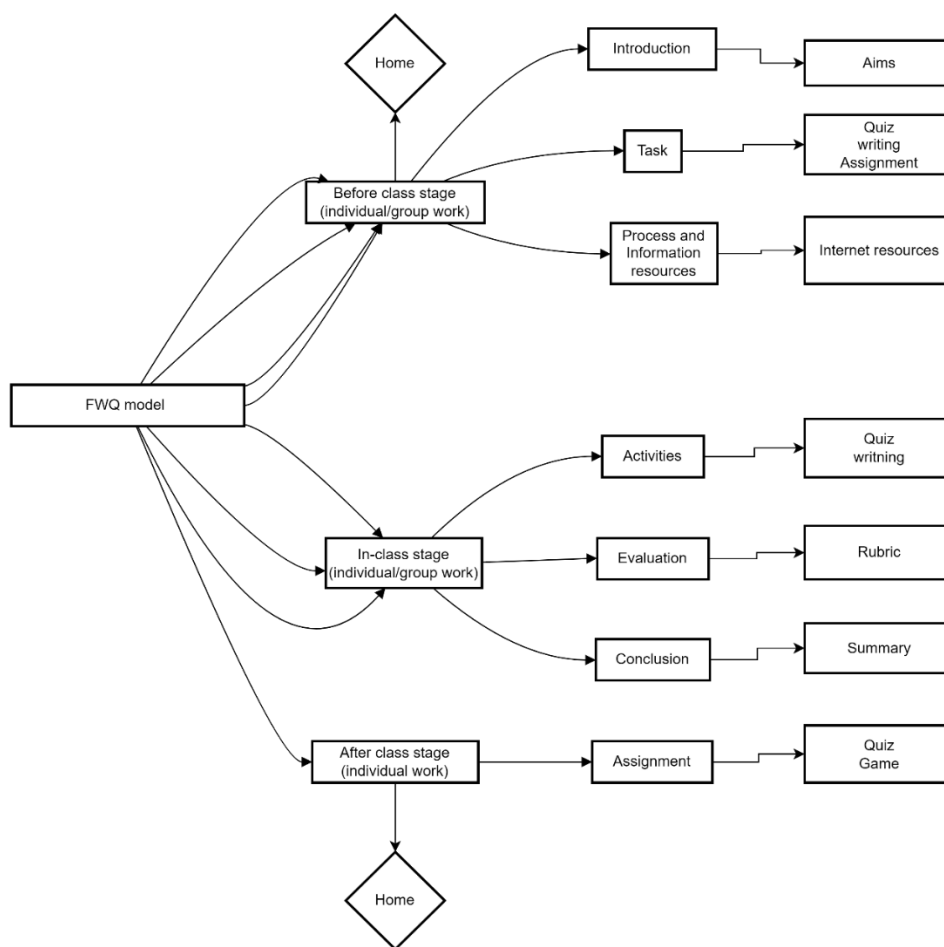 Home
Introduction
Aims
Task
Quiz
writing
Assignment
Before class stage
(individual/group work)
Process and
Information
resources
Internet resources
FWQ model
Activities
Quiz
writning
In-class stage
(individual/group work)
Evaluation
Rubric
Conclusion
Summary
After class stage
(individual work)
Assignment
Quiz
Game
Home